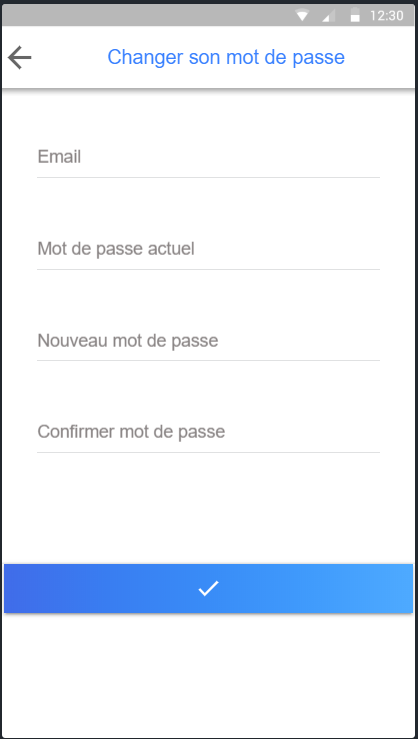 12:30
Changer son mot de passe
Email
Mot de passe actuel
Nouveau mot de passe
Confirmer mot de passe